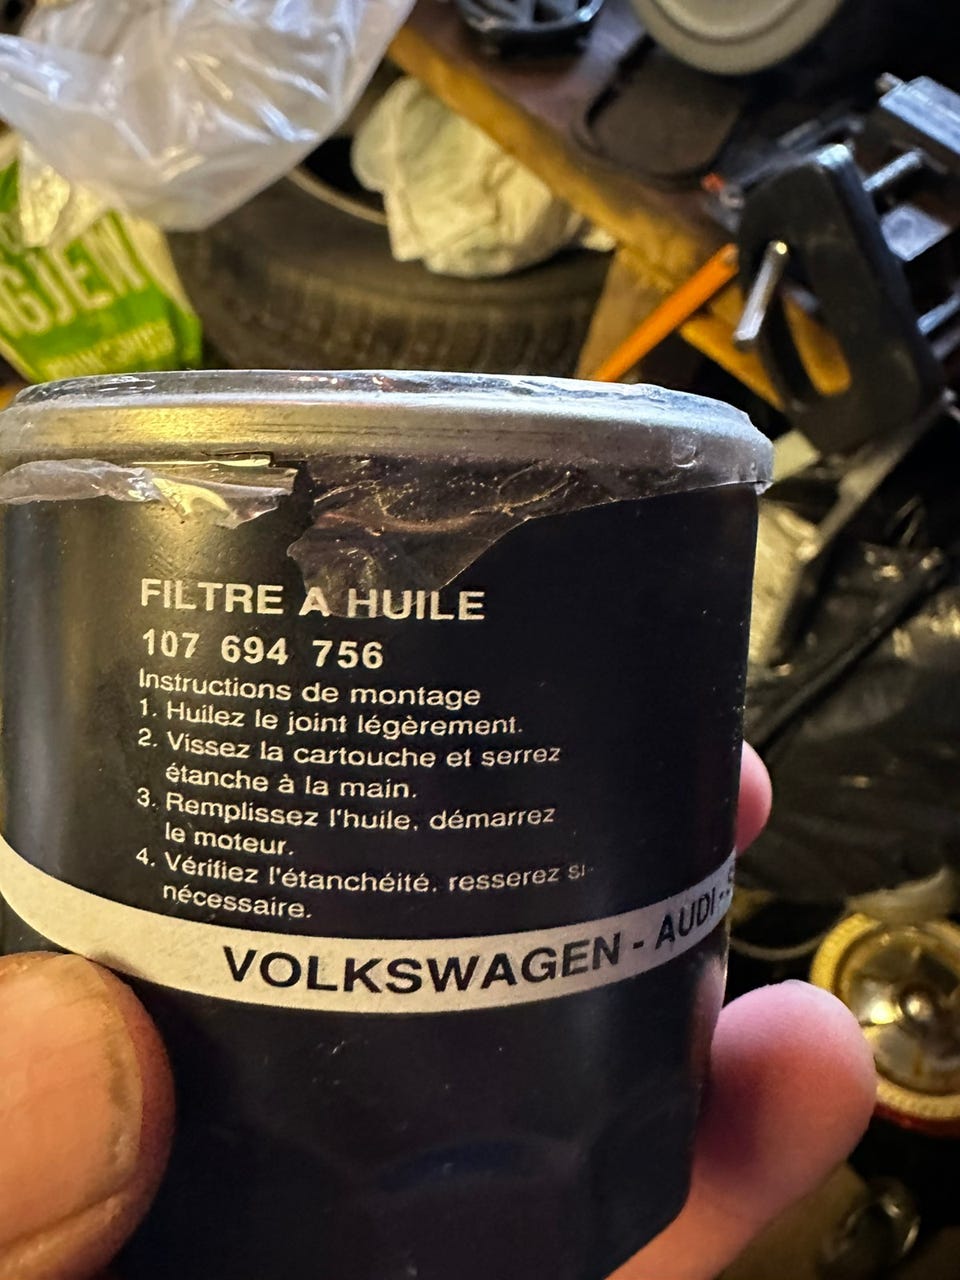 FILTRE A HUILE
107 694 756
Instructions de montage
1. Huilez le joint légèrement.
2. Vissez la cartouche et serrez
étanche à la main.
3. Remplissez l'huile, démarrez
le moteur.
4. Vérifiez l'étanchéité, resserez si
nécessaire.
VOLKSWAGEN - AUDI -